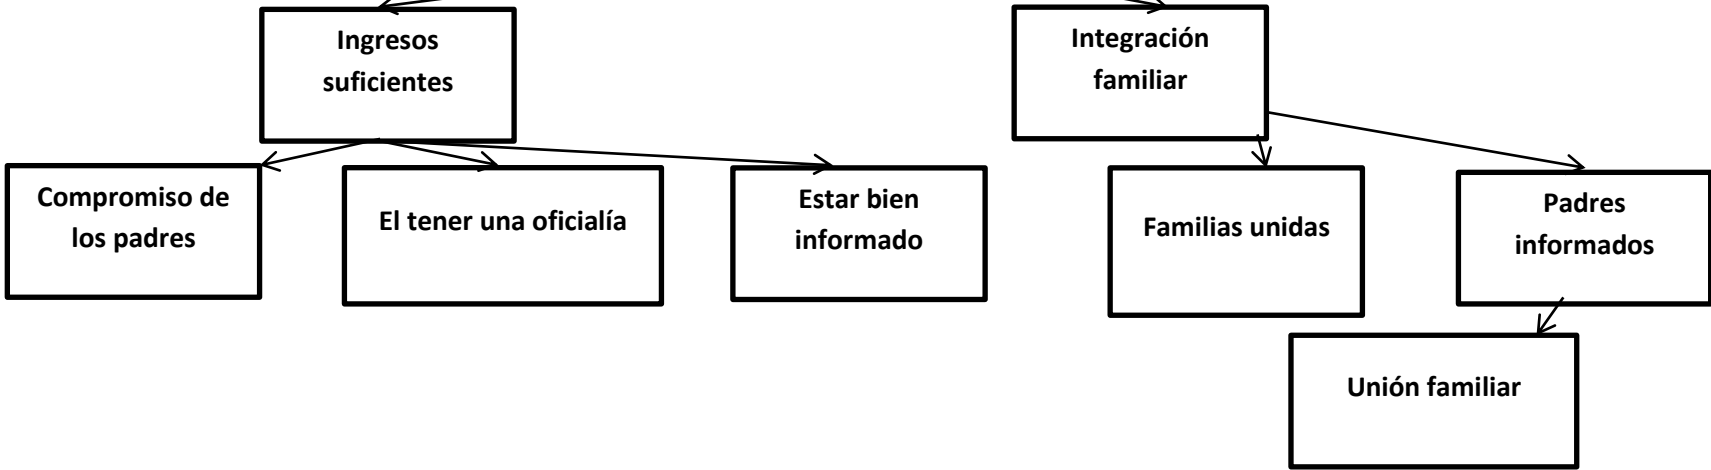 Ingresos
suficientes
Integración
familiar
Compromiso de
los padres
El tener una oficialía
Estar bien
informado
Familias unidas
Padres
informados
Unión familiar